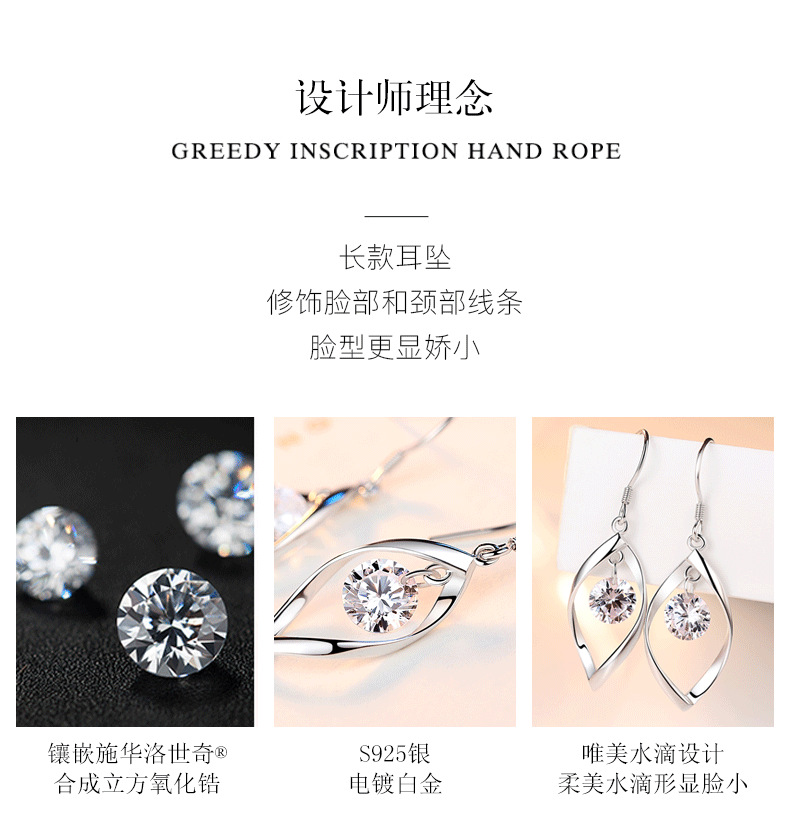 设计师理念
GREEDY INSCRIPTION HAND ROPE
长款耳坠
修饰脸部和颈部线条
脸型更显娇小
镶嵌施华洛世奇®
合成立方氧化锆
S925银
电镀白金
唯美水滴设计
柔美水滴形显脸小